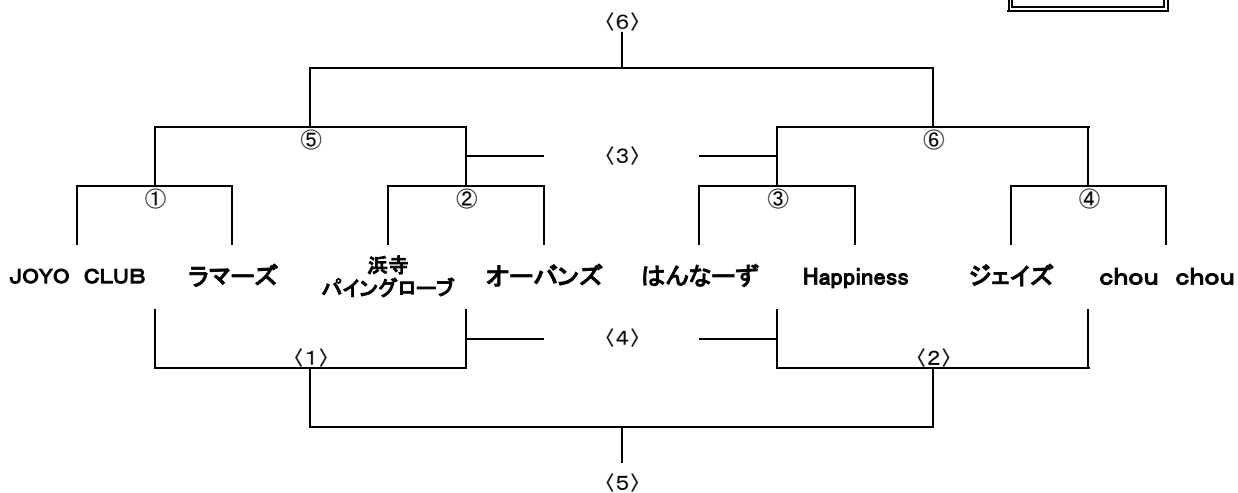 〈6〉
⑤
⑥
〈3〉
①
②
③
④
JOYO CLUB
ラマーズ
浜寺
パイングローブ
オーバンズ
はんなーず
Happiness
ジェイズ
chou chou
〈4〉
〈1〉
〈2〉
〈5〉